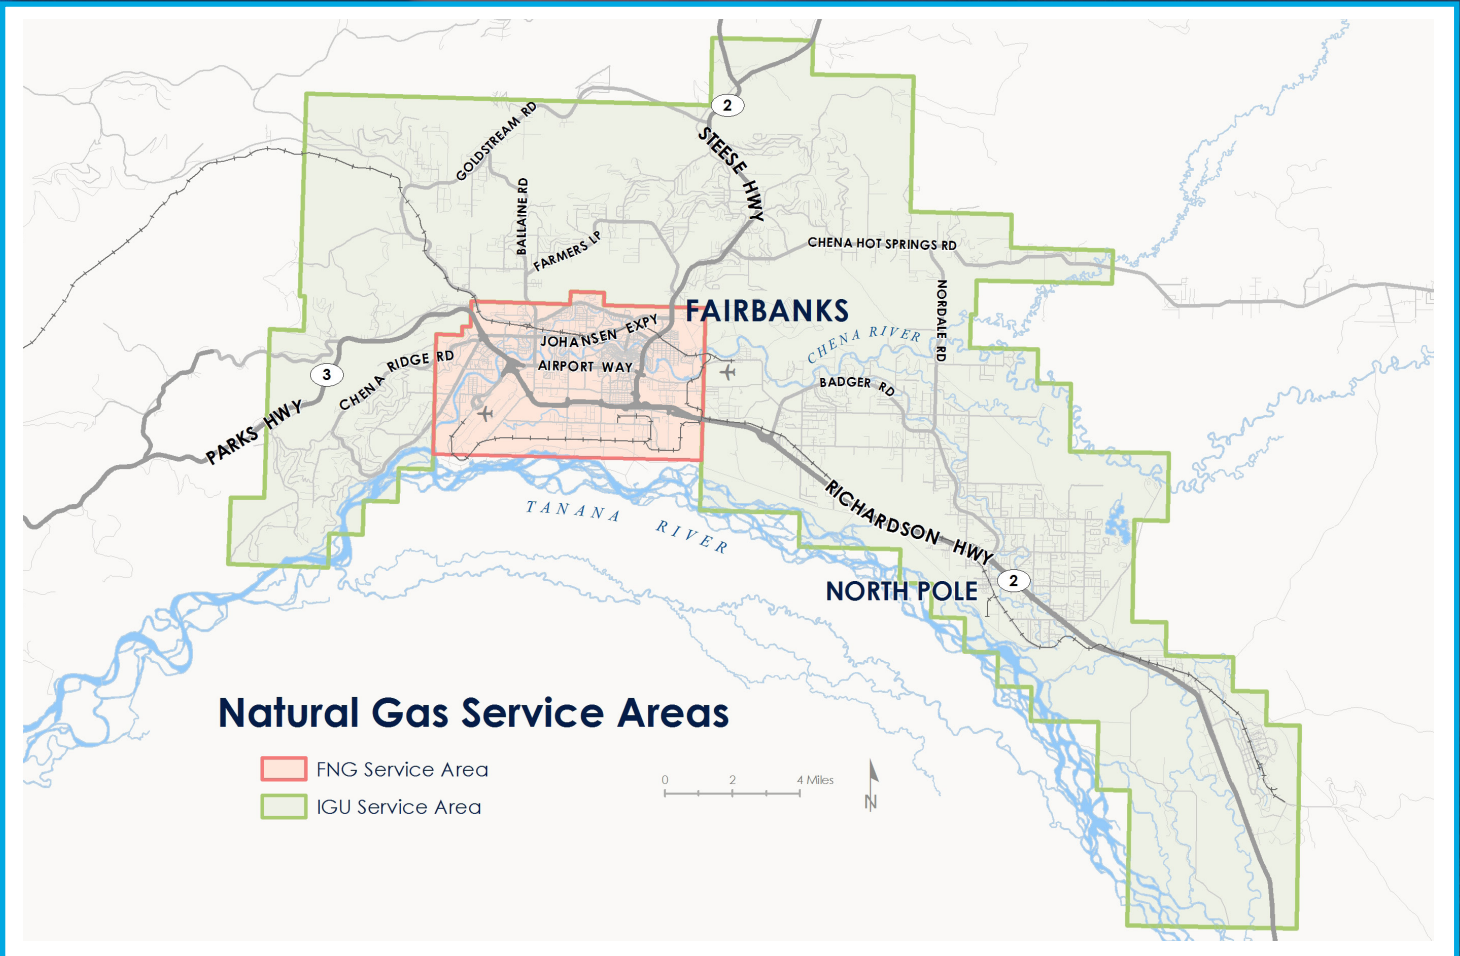 2
GOLDSTREAM RD
STEESE HWY
BALLAINE RD
FARMERS LP
CHENA HOT SPRINGS RD
NORDALE RD
FAIRBANKS
JOHANSEN EXPY
CHENA RIVER
AIRPORT WAY
CHENA RIDGE RD
3
BADGER RD
PARKS HWY
RICHARDSON HWY
TANANA RIVER
2
NORTH POLE
Natural Gas Service Areas
FNG Service Area
IGU Service Area
0 2 4 Miles
N